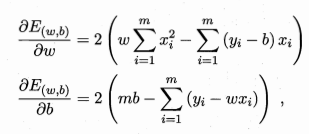 ∂E_{(w,b)}/∂w = 2 ( w ∑_{i=1}^{m} x_i^2 − ∑_{i=1}^{m} (y_i − b) x_i )
∂E_{(w,b)}/∂b = 2 ( mb − ∑_{i=1}^{m} (y_i − wx_i) ) ,